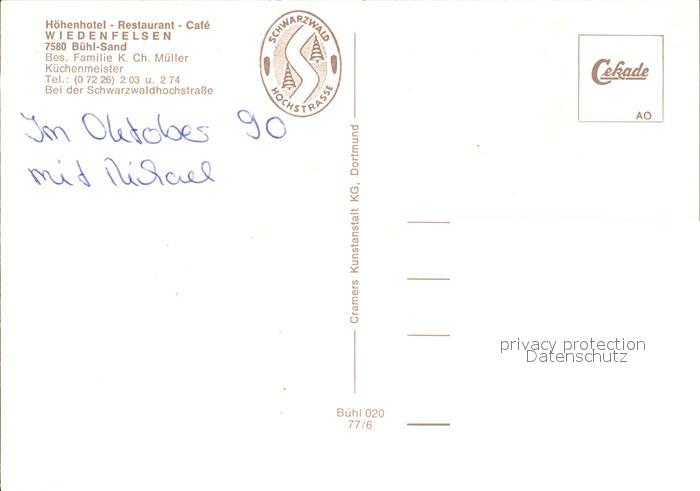 Höhenhotel - Restaurant - Café
WIEDENFELSEN
7580 Bühl-Sand
Bes. Familie K. Ch. Müller
Küchenmeister
Tel.: (0 72 26) 2 03 u. 2 74
Bei der Schwarzwaldhochstraße
SCHWARZWALD
HOCHSTRASSE
Cekade
AO
Im Oktober 90
mit Michael
Cramers Kunstanstalt KG, Dortmund
privacy protection
Datenschutz
Bühl 020
77/6